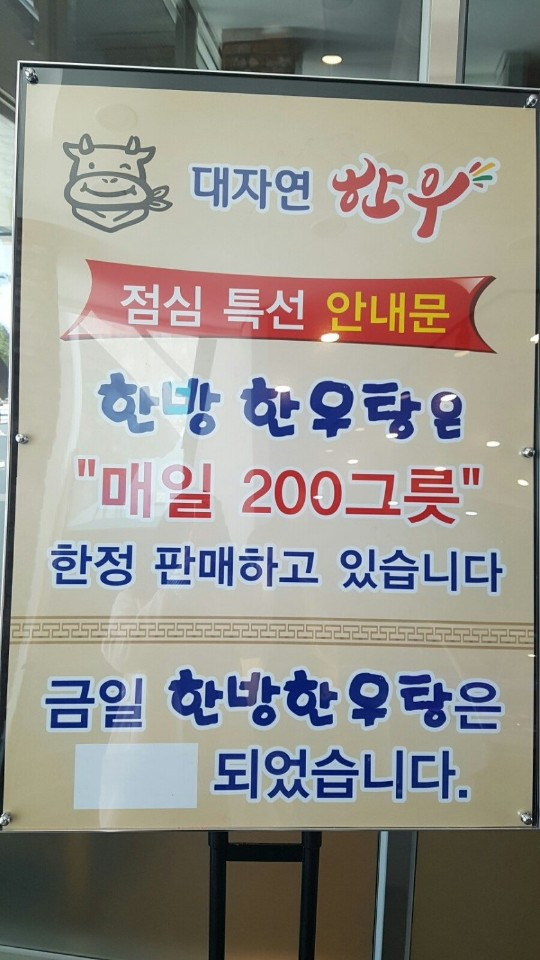 대자연 한우
점심 특선 안내문
한방 한우탕은
"매일 200그릇"
한정 판매하고 있습니다
금일 한방한우탕은
되었습니다.